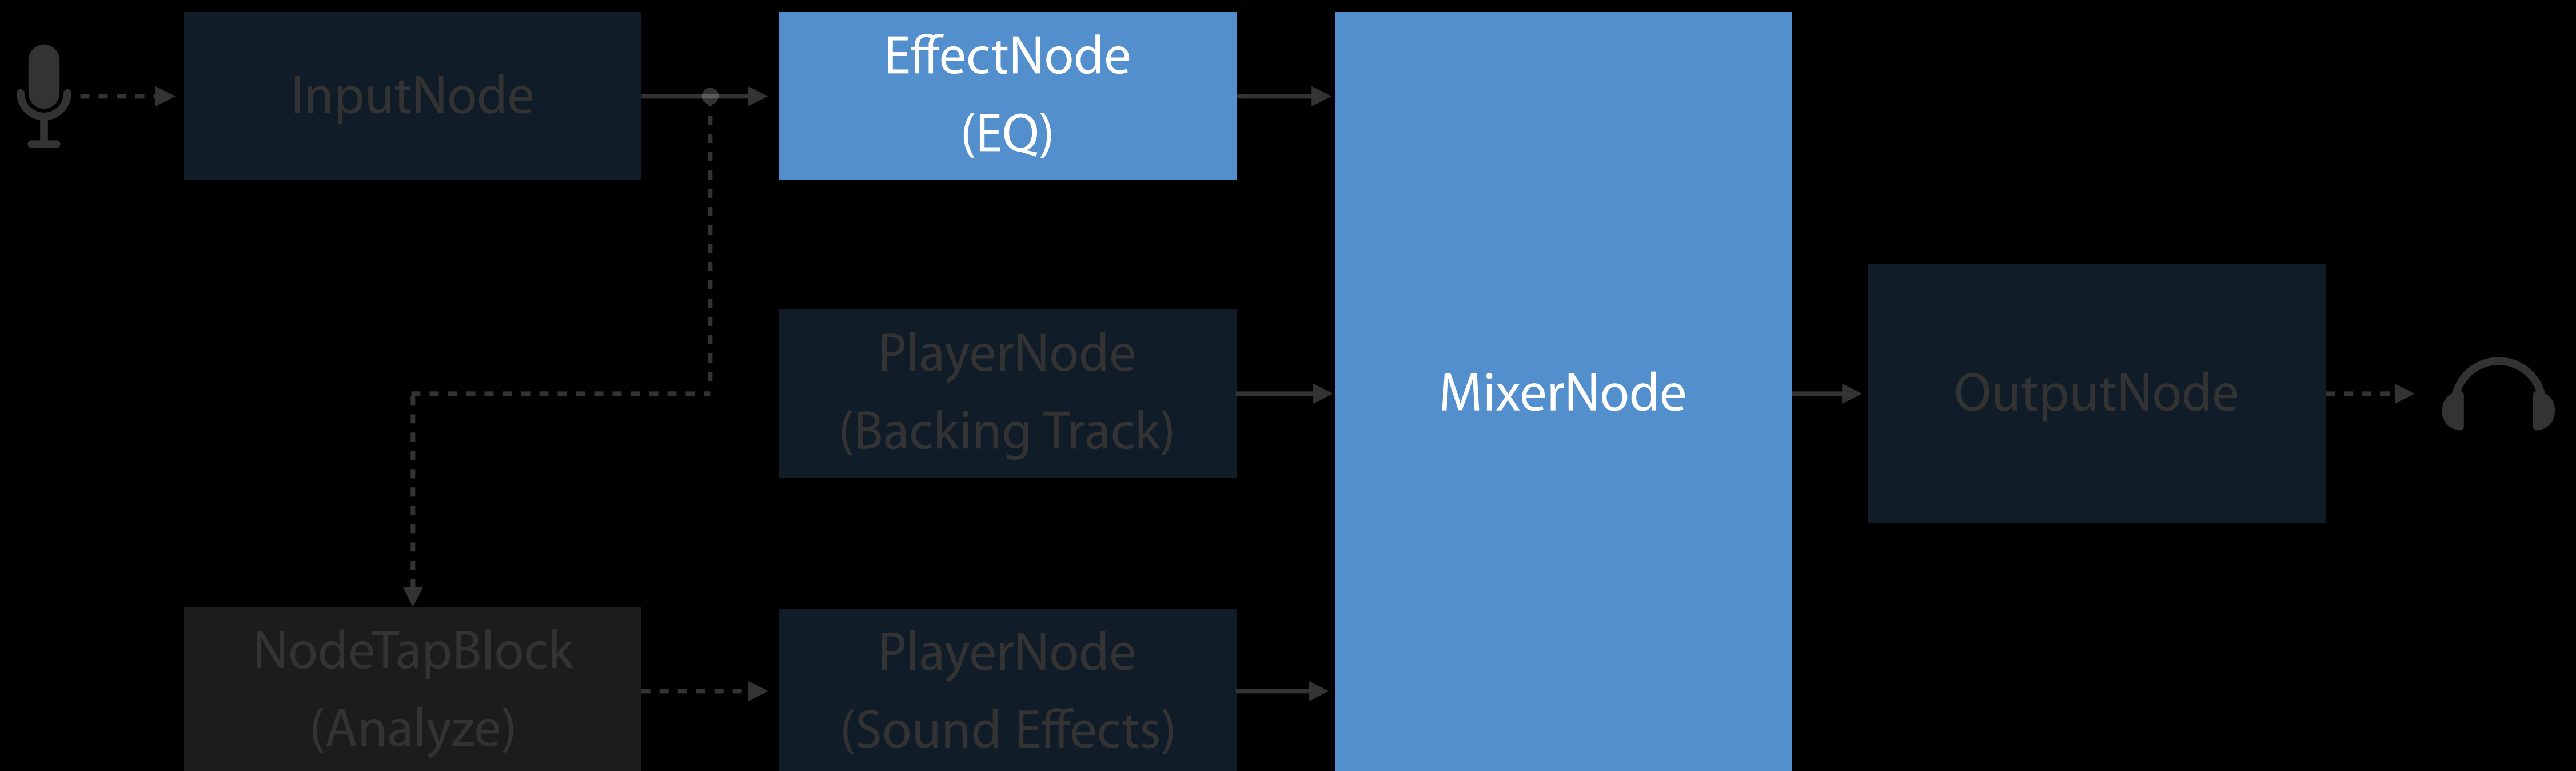 InputNode
EffectNode
(EQ)
PlayerNode
(Backing Track)
MixerNode
OutputNode
NodeTapBlock
(Analyze)
PlayerNode
(Sound Effects)